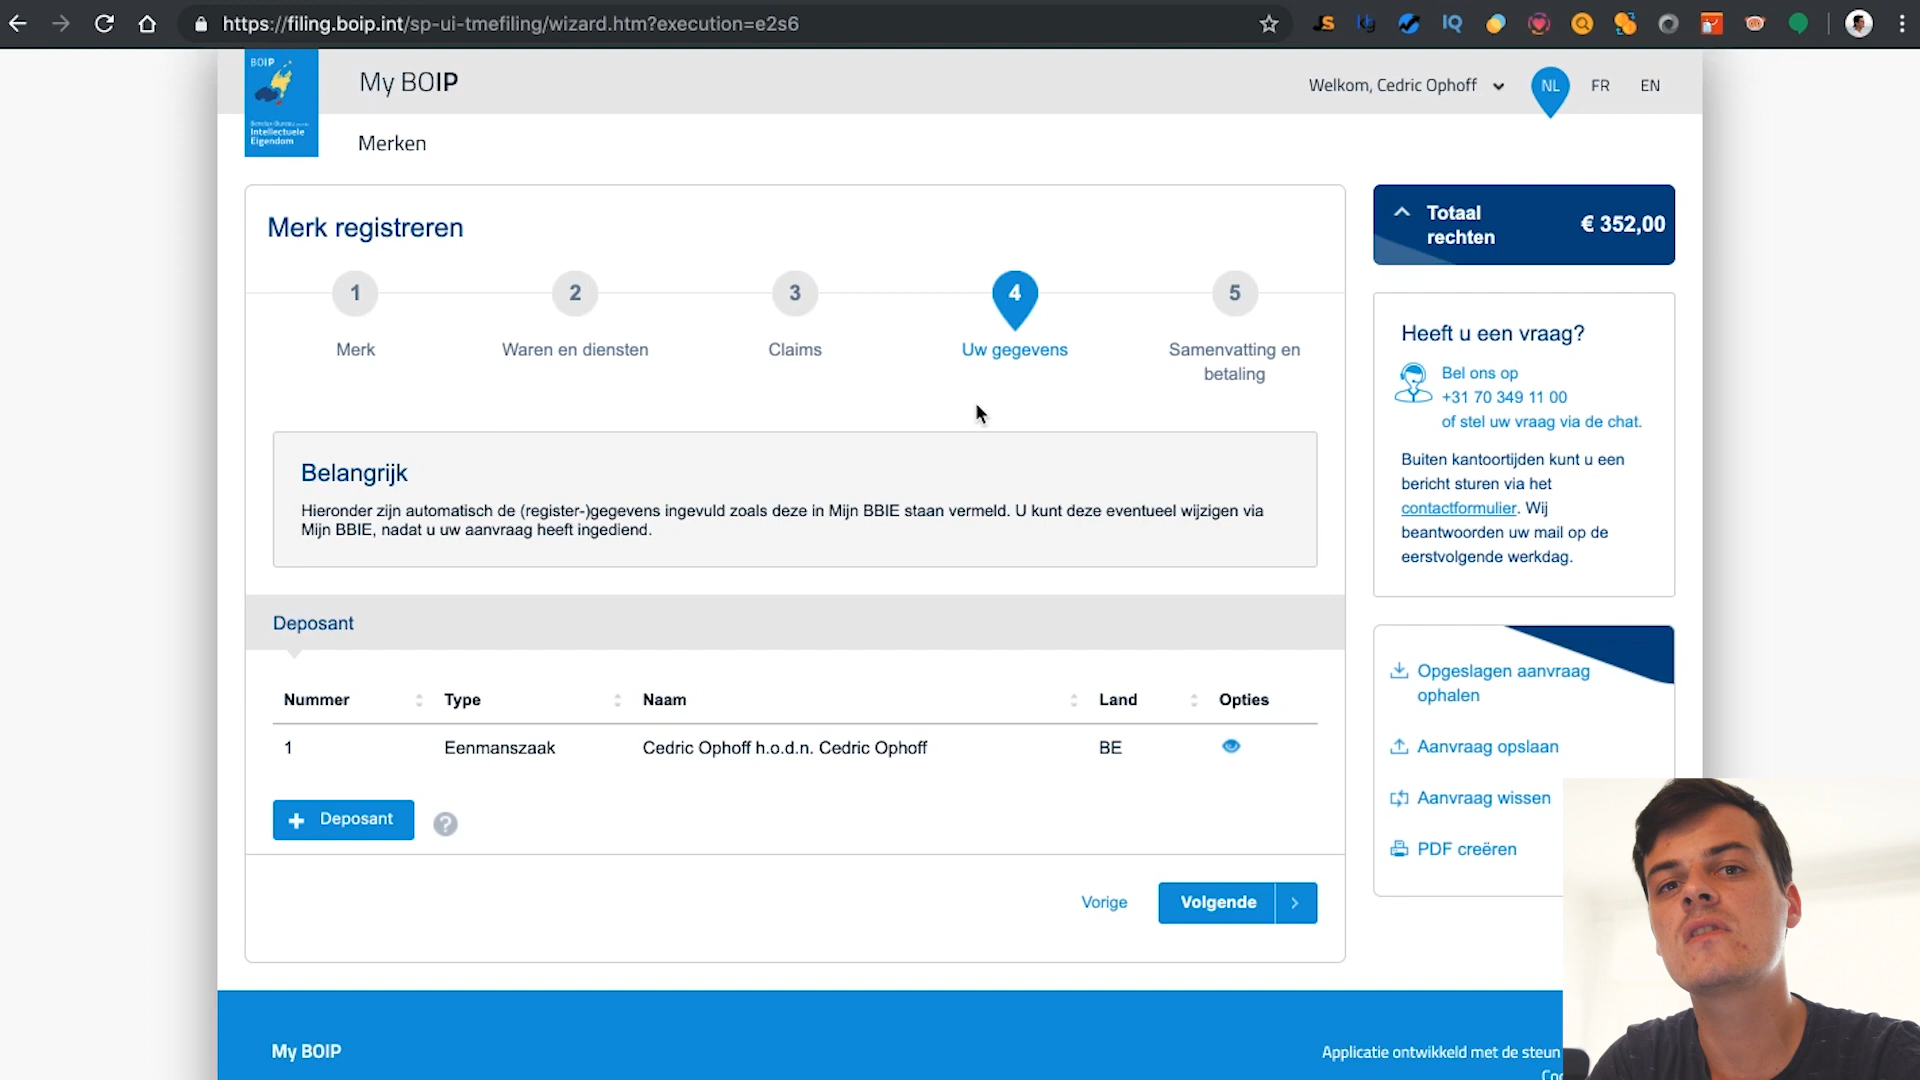 https://filing.boip.int/sp-ui-tmefiling/wizard.htm?execution=e2s6
BOIP
Intellectuele
Eigendom
My BOIP
Welkom, Cedric Ophoff
NL
FR
EN
Merken
Merk registreren
1
2
3
4
5
Merk
Waren en diensten
Claims
Uw gegevens
Samenvatting en
betaling
Belangrijk
Hieronder zijn automatisch de (register-)gegevens ingevuld zoals deze in Mijn BBIE staan vermeld. U kunt deze eventueel wijzigen via
Mijn BBIE, nadat u uw aanvraag heeft ingediend.
Deposant
Nummer
Type
Naam
Land
Opties
1
Eenmanszaak
Cedric Ophoff h.o.d.n. Cedric Ophoff
BE
+ Deposant
?
Vorige
Volgende
Totaal
rechten
€ 352,00
Heeft u een vraag?
Bel ons op
+31 70 349 11 00
of stel uw vraag via de chat.
Buiten kantoortijden kunt u een
bericht sturen via het
contactformulier. Wij
beantwoorden uw mail op de
eerstvolgende werkdag.
Opgeslagen aanvraag
ophalen
Aanvraag opslaan
Aanvraag wissen
PDF creëren
My BOIP
Applicatie ontwikkeld met de steun